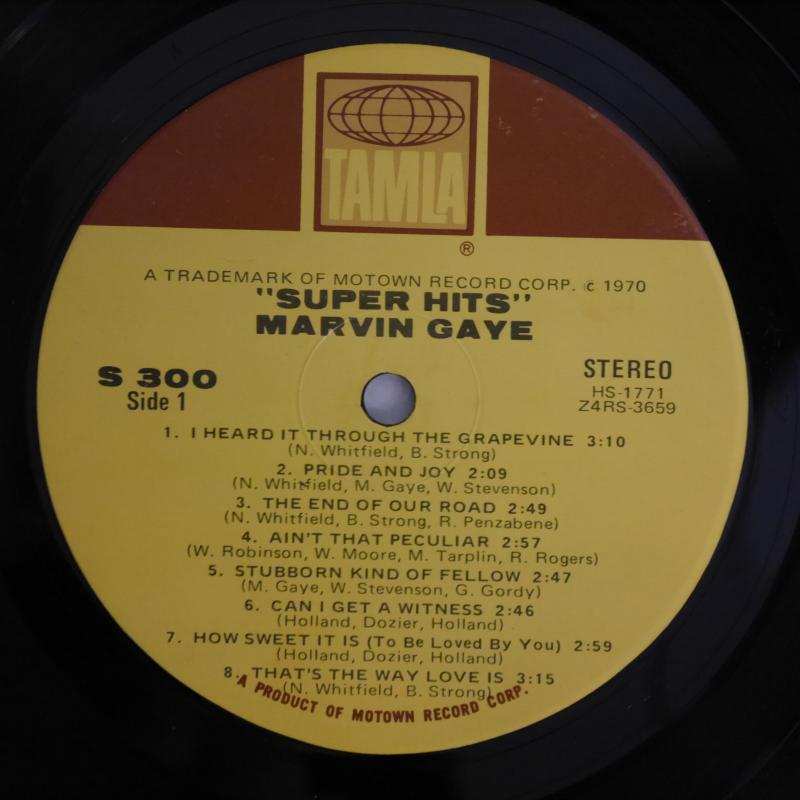 TAMLA
®
A TRADEMARK OF MOTOWN RECORD CORP. © 1970
"SUPER HITS"
MARVIN GAYE
S 300
Side 1
STEREO
HS-1771
Z4RS-3659
1. I HEARD IT THROUGH THE GRAPEVINE 3:10
(N. Whitfield, B. Strong)
2. PRIDE AND JOY 2:09
(N. Whitfield, M. Gaye, W. Stevenson)
3. THE END OF OUR ROAD 2:49
(N. Whitfield, B. Strong, R. Penzabene)
4. AIN'T THAT PECULIAR 2:57
(W. Robinson, W. Moore, M. Tarplin, R. Rogers)
5. STUBBORN KIND OF FELLOW 2:47
(M. Gaye, W. Stevenson, G. Gordy)
6. CAN I GET A WITNESS 2:46
(Holland, Dozier, Holland)
7. HOW SWEET IT IS (To Be Loved By You) 2:59
(Holland, Dozier, Holland)
8. THAT'S THE WAY LOVE IS 3:15
(N. Whitfield, B. Strong)
A PRODUCT OF MOTOWN RECORD CORP.